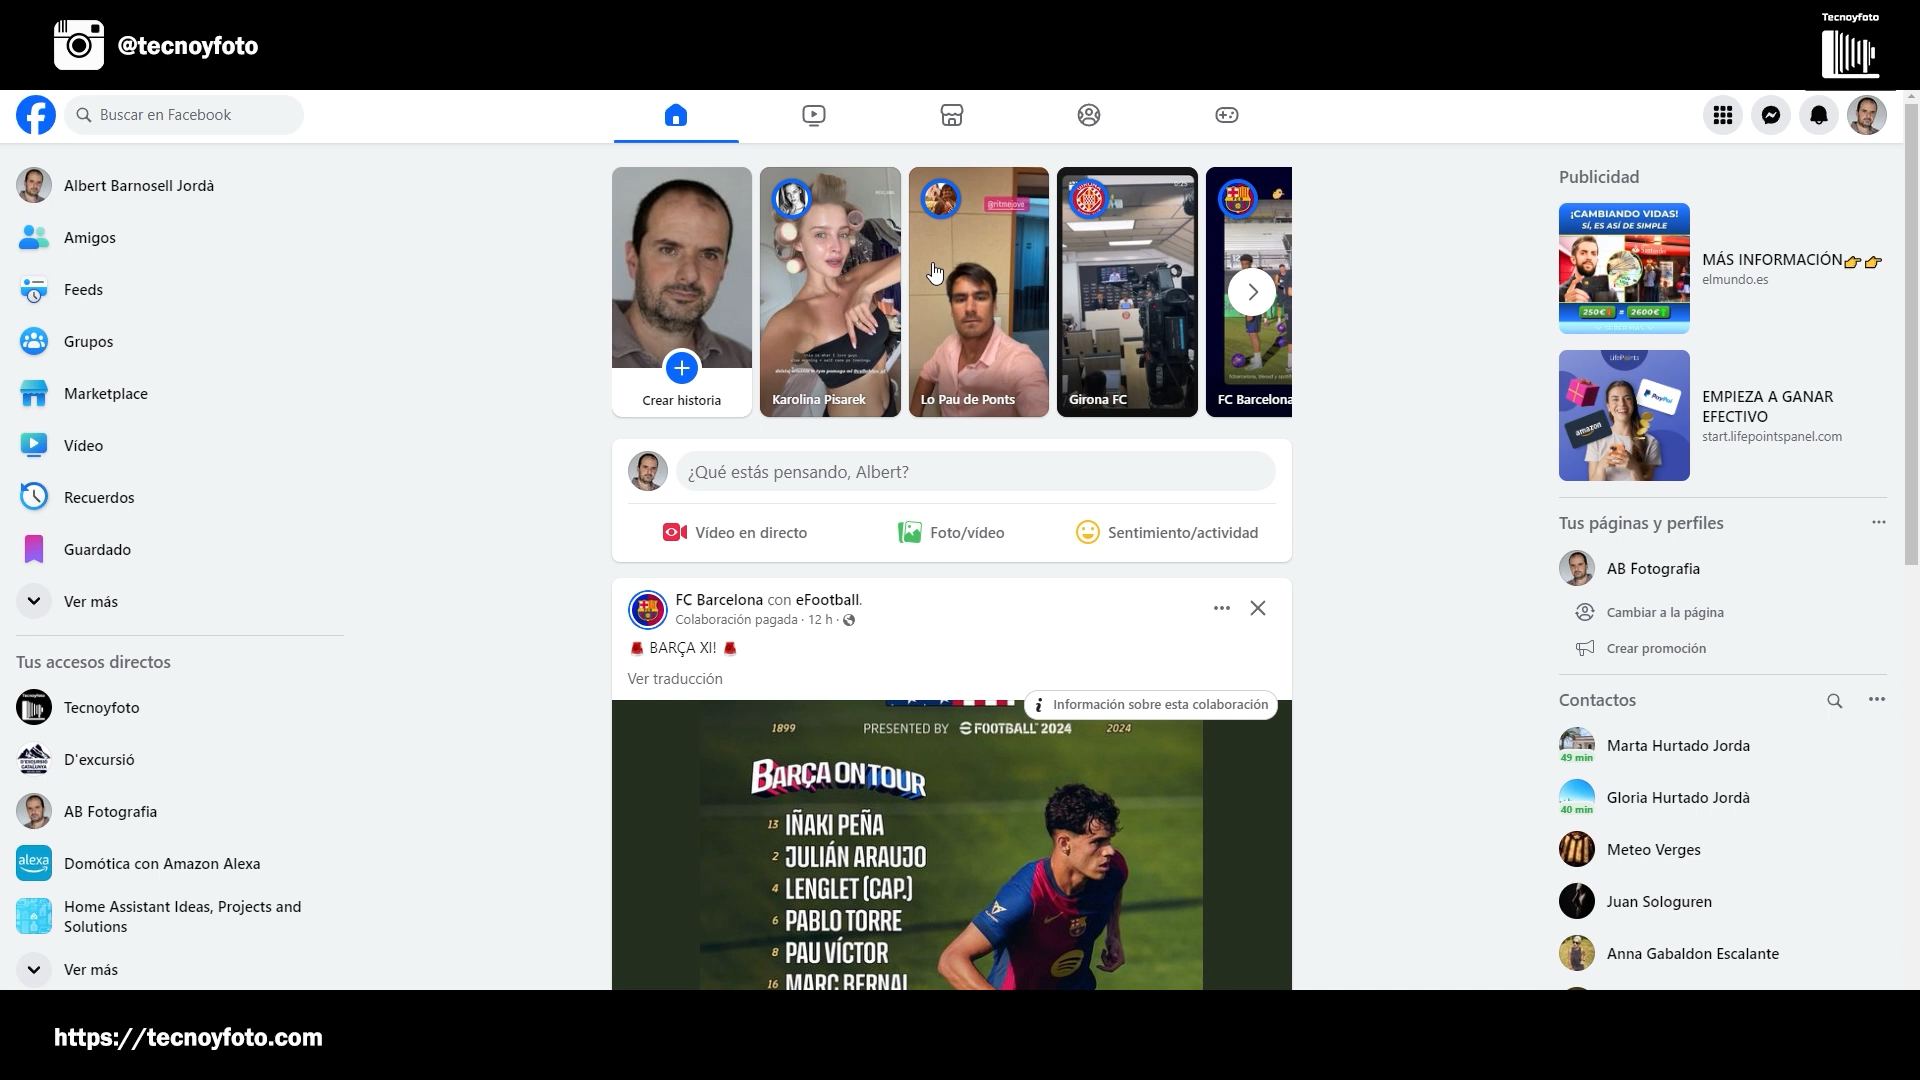 @tecnoyfoto
Tecnoyfoto
Buscar en Facebook
Albert Barnosell Jordà
Amigos
Feeds
Grupos
Marketplace
Vídeo
Recuerdos
Guardado
Ver más
Tus accesos directos
Tecnoyfoto
D'excursió
AB Fotografia
alexa
Domótica con Amazon Alexa
Home Assistant Ideas, Projects and
Solutions
Ver más
Crear historia
Karolina Pisarek
@ritmejove
Lo Pau de Ponts
Girona FC
FC Barcelona
¿Qué estás pensando, Albert?
Vídeo en directo
Foto/vídeo
Sentimiento/actividad
FC Barcelona con eFootball.
Colaboración pagada · 12 h ·
BARÇA XI!
Ver traducción
Información sobre esta colaboración
1899 PRESENTED BY FOOTBALL 2024 2024
BARÇA ON TOUR
13 IÑAKI PEÑA
2 JULIÁN ARAUJO
4 LENGLET (CAP.)
6 PABLO TORRE
8 PAU VÍCTOR
16 MARC BERNAL
Publicidad
¡CAMBIANDO VIDAS!
SÍ, ES ASÍ DE SIMPLE
250€ = 2600€
MÁS INFORMACIÓN
elmundo.es
LifePoints
PayPal
amazon
EMPIEZA A GANAR
EFECTIVO
start.lifepointspanel.com
Tus páginas y perfiles
AB Fotografia
Cambiar a la página
Crear promoción
Contactos
Marta Hurtado Jorda
49 min
Gloria Hurtado Jordà
40 min
Meteo Verges
Juan Sologuren
Anna Gabaldon Escalante
https://tecnoyfoto.com